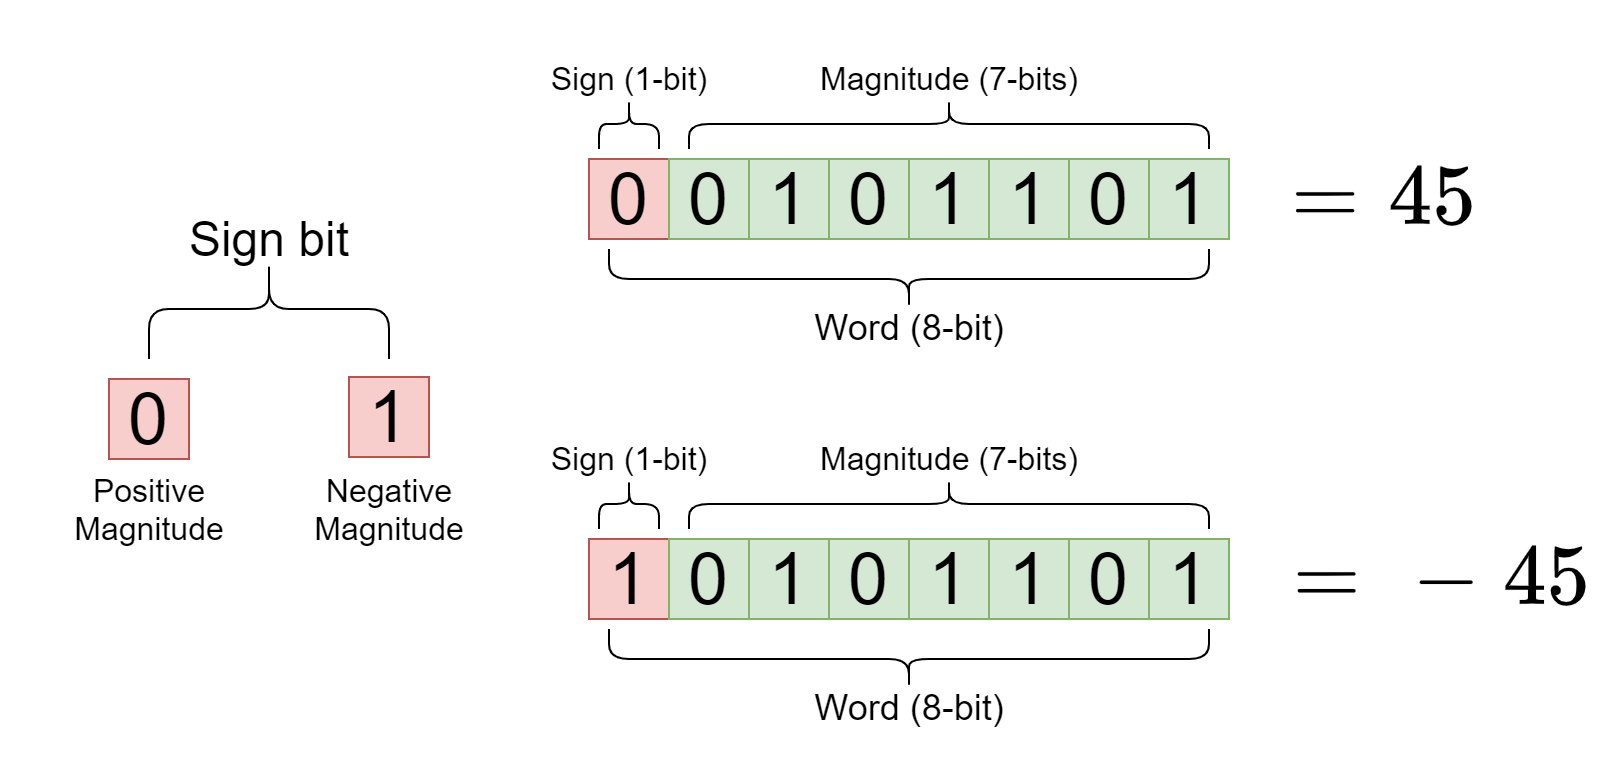 Sign bit
0
1
Positive
Magnitude
Negative
Magnitude
Sign (1-bit)
Magnitude (7-bits)
0 0 1 0 1 1 0 1 = 45
Word (8-bit)
Sign (1-bit)
Magnitude (7-bits)
1 0 1 0 1 1 0 1 = − 45
Word (8-bit)